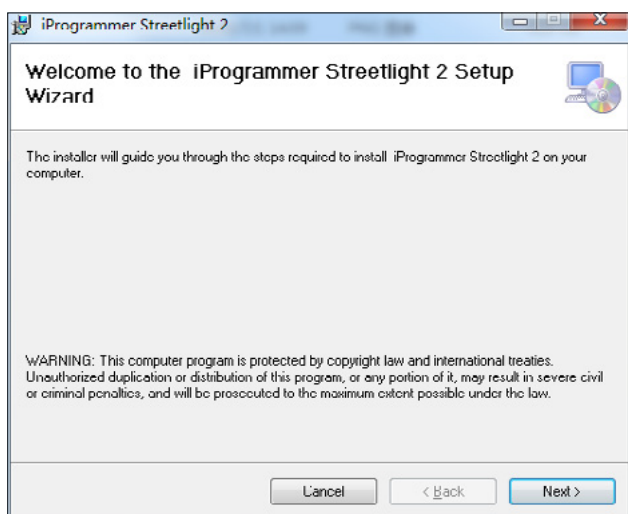 iProgrammer Streetlight 2
Welcome to the iProgrammer Streetlight 2 Setup
Wizard
The installer will guide you through the steps required to install iProgrammer Streetlight 2 on your
computer.
WARNING: This computer program is protected by copyright law and international treaties.
Unauthorized duplication or distribution of this program, or any portion of it, may result in severe civil
or criminal penalties, and will be prosecuted to the maximum extent possible under the law.
Cancel
< Back
Next >